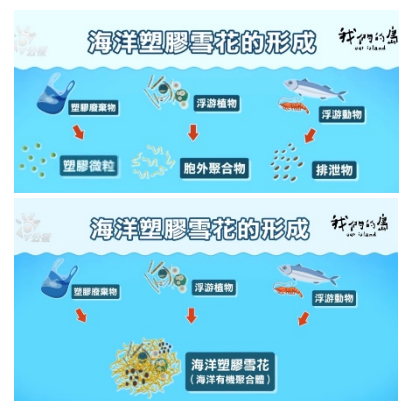 海洋塑膠雪花的形成
我們的島
our island
塑膠廢棄物
浮游植物
浮游動物
塑膠微粒
胞外聚合物
排泄物
海洋塑膠雪花的形成
我們的島
our island
塑膠廢棄物
浮游植物
浮游動物
海洋塑膠雪花
(海洋有機聚合體)